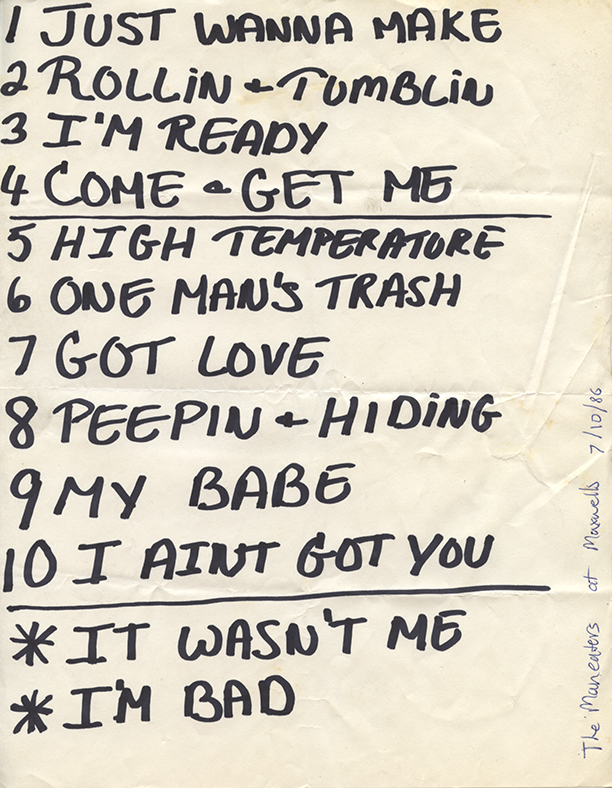 1 JUST WANNA MAKE
2 ROLLiN + TUMBLiN
3 I'M READY
4 COME + GET ME
5 HIGH TEMPERATURE
6 ONE MAN'S TRASH
7 GOT LOVE
8 PEEPIN + HIDiNG
9 MY BABE
10 I AINT GOT YOU
* IT WASN'T ME
* I'M BAD
The Maneaters at Maxwells 7/10/86